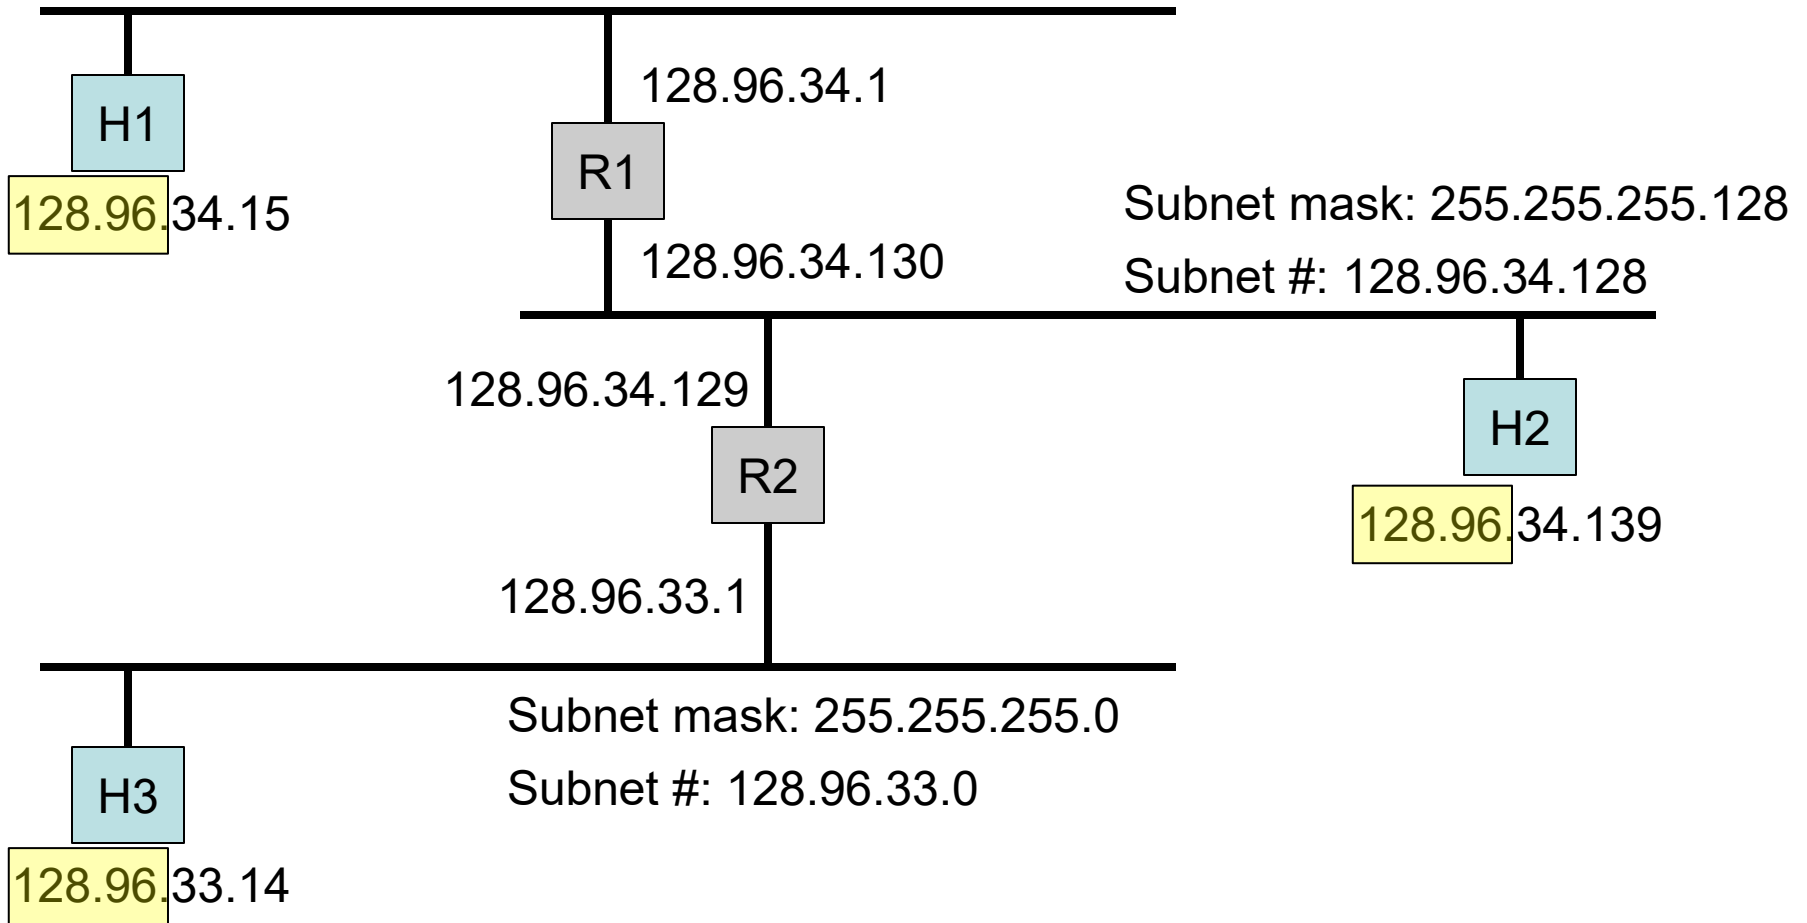 128.96.34.1
H1
R1
128.96.34.15
Subnet mask: 255.255.255.128
128.96.34.130
Subnet #: 128.96.34.128
128.96.34.129
H2
R2
128.96.34.139
128.96.33.1
Subnet mask: 255.255.255.0
H3
Subnet #: 128.96.33.0
128.96.33.14